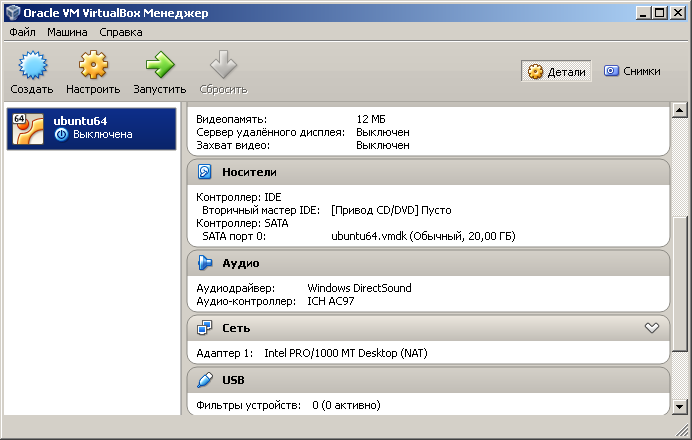 Oracle VM VirtualBox Менеджер
Файл Машина Справка
Создать Настроить Запустить Сбросить Детали Снимки
64
ubuntu64
Выключена
Видеопамять: 12 МБ
Сервер удалённого дисплея: Выключен
Захват видео: Выключен
Носители
Контроллер: IDE
Вторичный мастер IDE: [Привод CD/DVD] Пусто
Контроллер: SATA
SATA порт 0: ubuntu64.vmdk (Обычный, 20,00 ГБ)
Аудио
Аудиодрайвер: Windows DirectSound
Аудио-контроллер: ICH AC97
Сеть
Адаптер 1: Intel PRO/1000 MT Desktop (NAT)
USB
Фильтры устройств: 0 (0 активно)